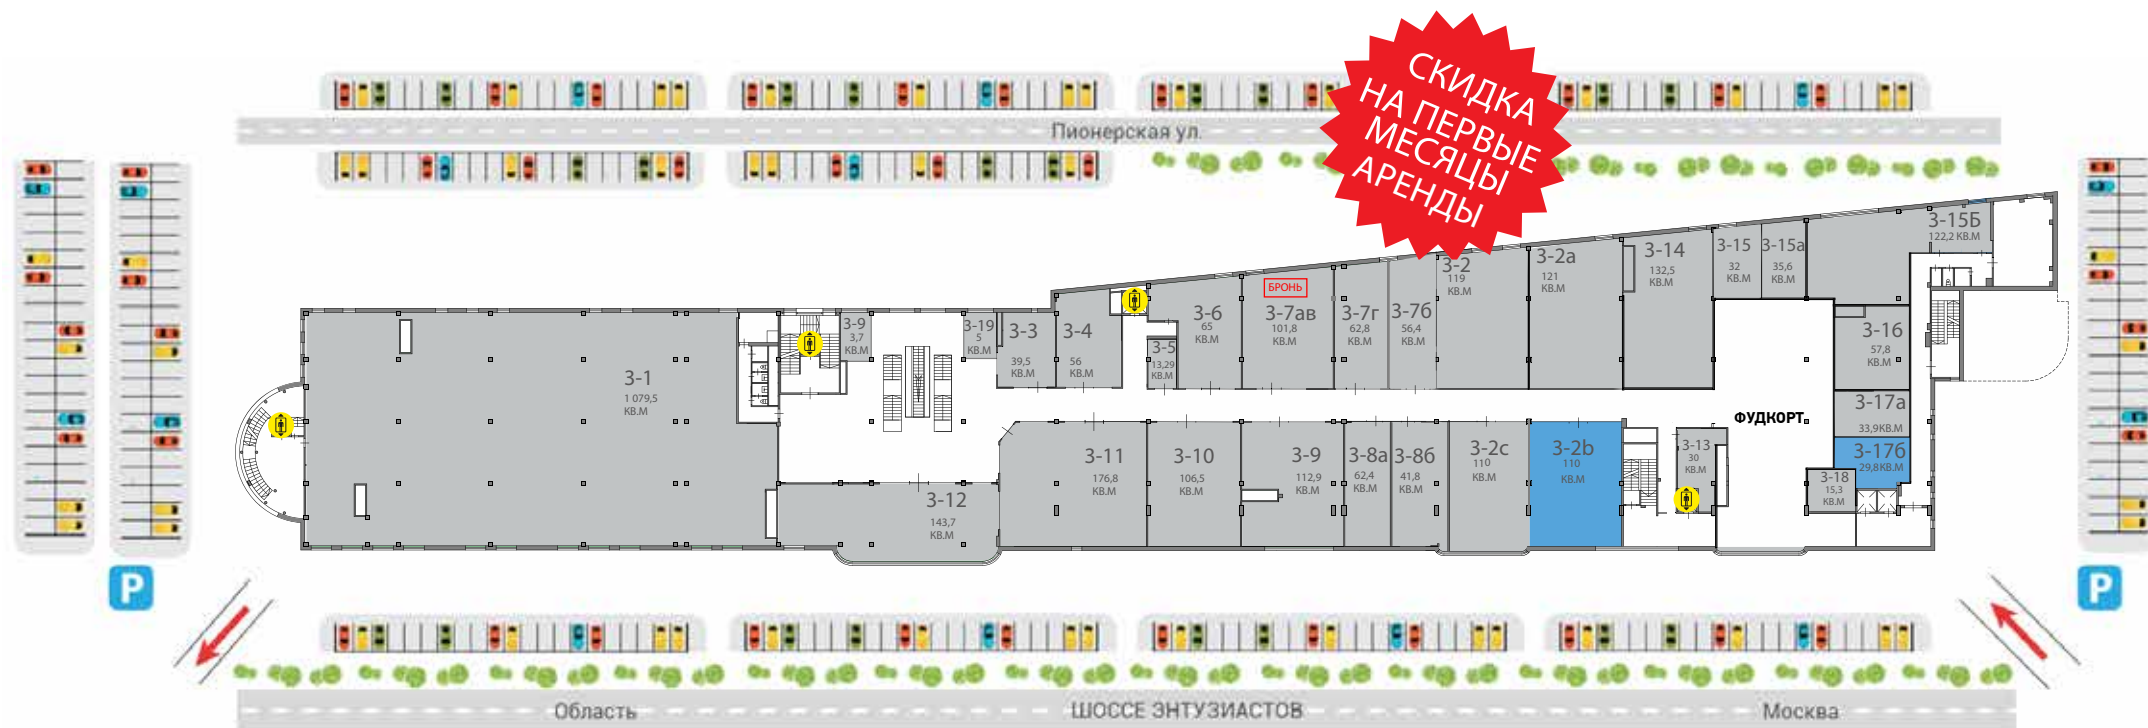 СКИДКА
НА ПЕРВЫЕ
МЕСЯЦЫ
АРЕНДЫ
Пионерская ул.
3-15Б
122,2 КВ.М
3-14
132,5
КВ.М
3-15
32
КВ.М
3-15а
35,6
КВ.М
3-2
119
КВ.М
3-2а
121
КВ.М
БРОНЬ
3-7ав
101,8
КВ.М
3-7г
62,8
КВ.М
3-7б
56,4
КВ.М
3-6
65
КВ.М
3-5
13,29
КВ.М
3-4
56
КВ.М
3-3
39,5
КВ.М
3-19
5
КВ.М
3-9
3,7
КВ.М
3-1
1 079,5
КВ.М
3-16
57,8
КВ.М
3-17а
33,9КВ.М
3-17б
29,8КВ.М
3-18
15,3
КВ.М
ФУДКОРТ
3-13
30
КВ.М
3-2b
110
КВ.М
3-2с
110
КВ.М
3-8б
41,8
КВ.М
3-8а
62,4
КВ.М
3-9
112,9
КВ.М
3-10
106,5
КВ.М
3-11
176,8
КВ.М
3-12
143,7
КВ.М
P
P
Область
ШОССЕ ЭНТУЗИАСТОВ
Москва